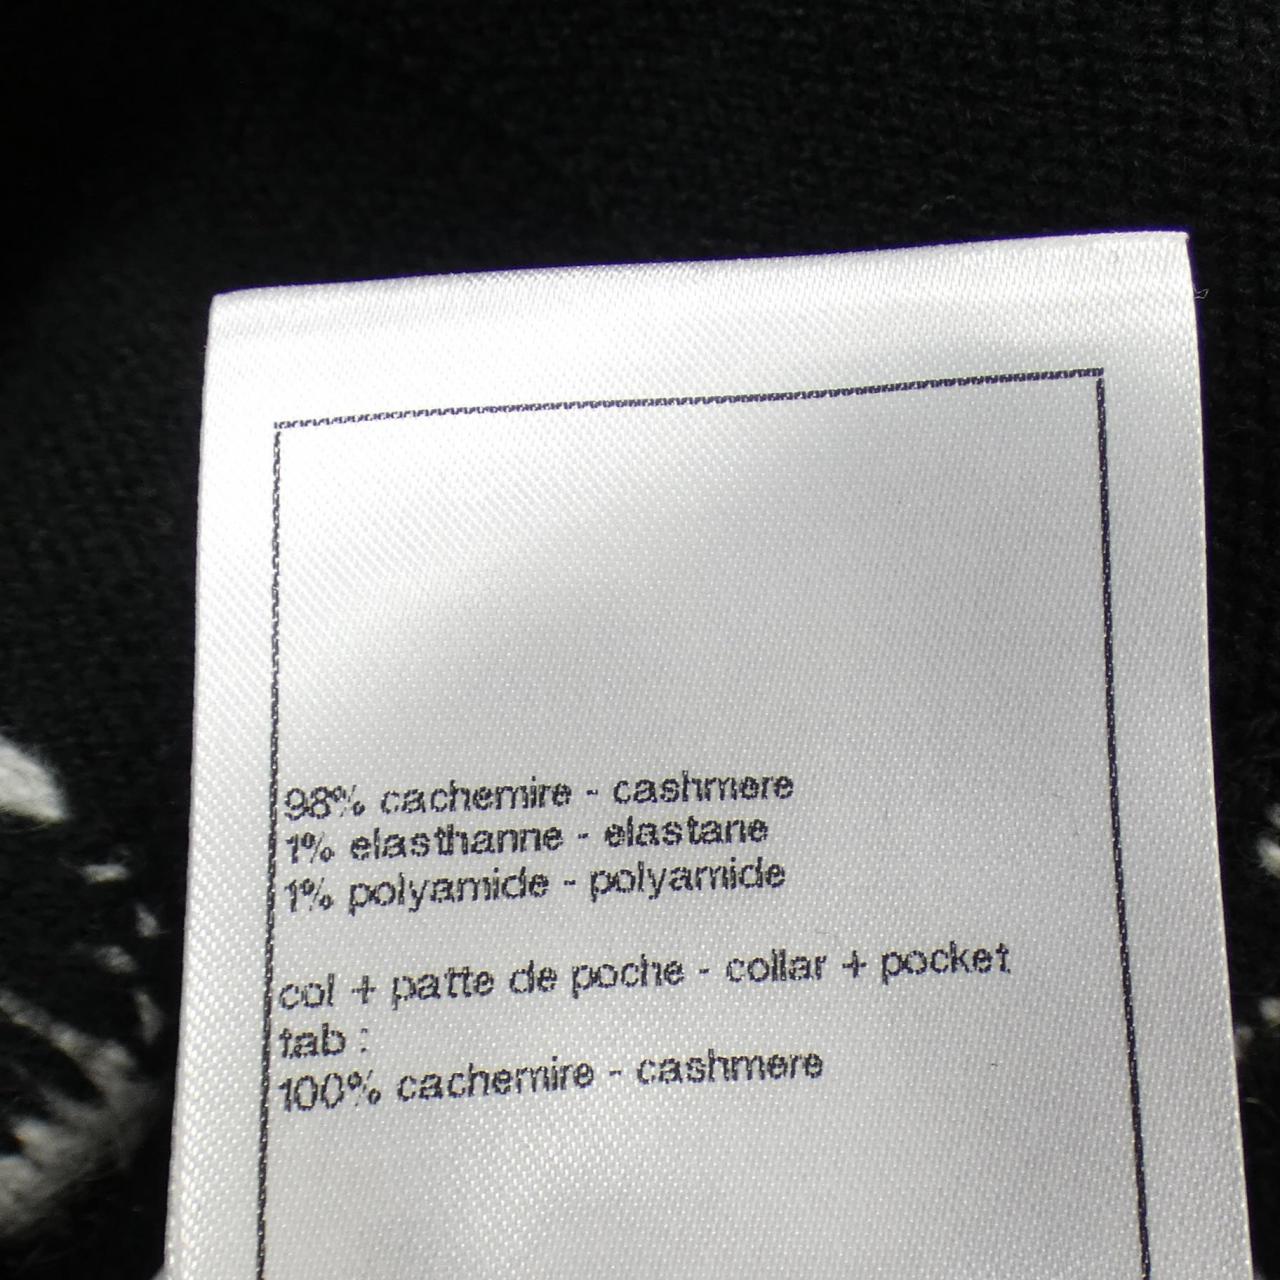 98% cachemire - cashmere
1% elasthanne - elastane
1% polyamide - polyamide
col + patte de poche - collar + pocket
tab :
100% cachemire - cashmere